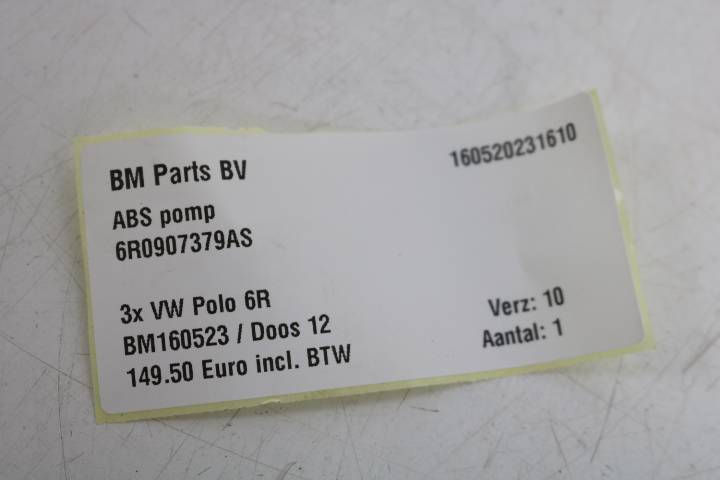 BM Parts BV
160520231610
ABS pomp
6R0907379AS
3x VW Polo 6R
BM160523 / Doos 12
149.50 Euro incl. BTW
Verz: 10
Aantal: 1